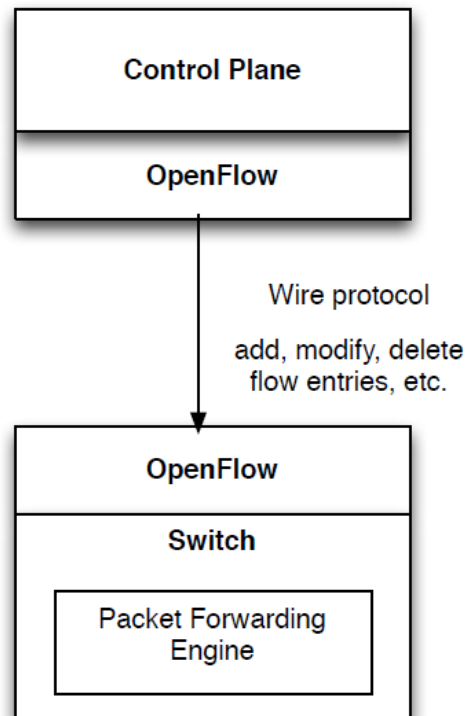 Control Plane
OpenFlow
Wire protocol
add, modify, delete
flow entries, etc.
OpenFlow
Switch
Packet Forwarding
Engine